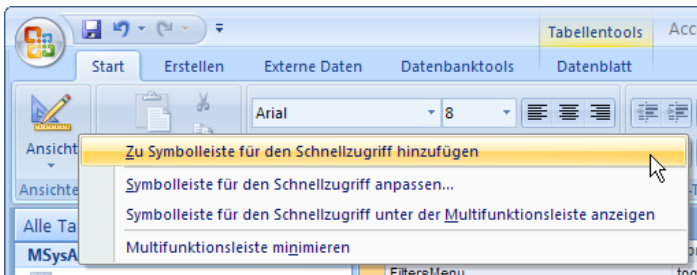 Tabellentools Acc
Start Erstellen Externe Daten Datenbanktools Datenblatt
Arial 8
Ansicht
Zu Symbolleiste für den Schnellzugriff hinzufügen
Symbolleiste für den Schnellzugriff anpassen...
Ansichte
Symbolleiste für den Schnellzugriff unter der Multifunktionsleiste anzeigen
Alle Ta
Multifunktionsleiste minimieren
MSysA
FiltersMenu